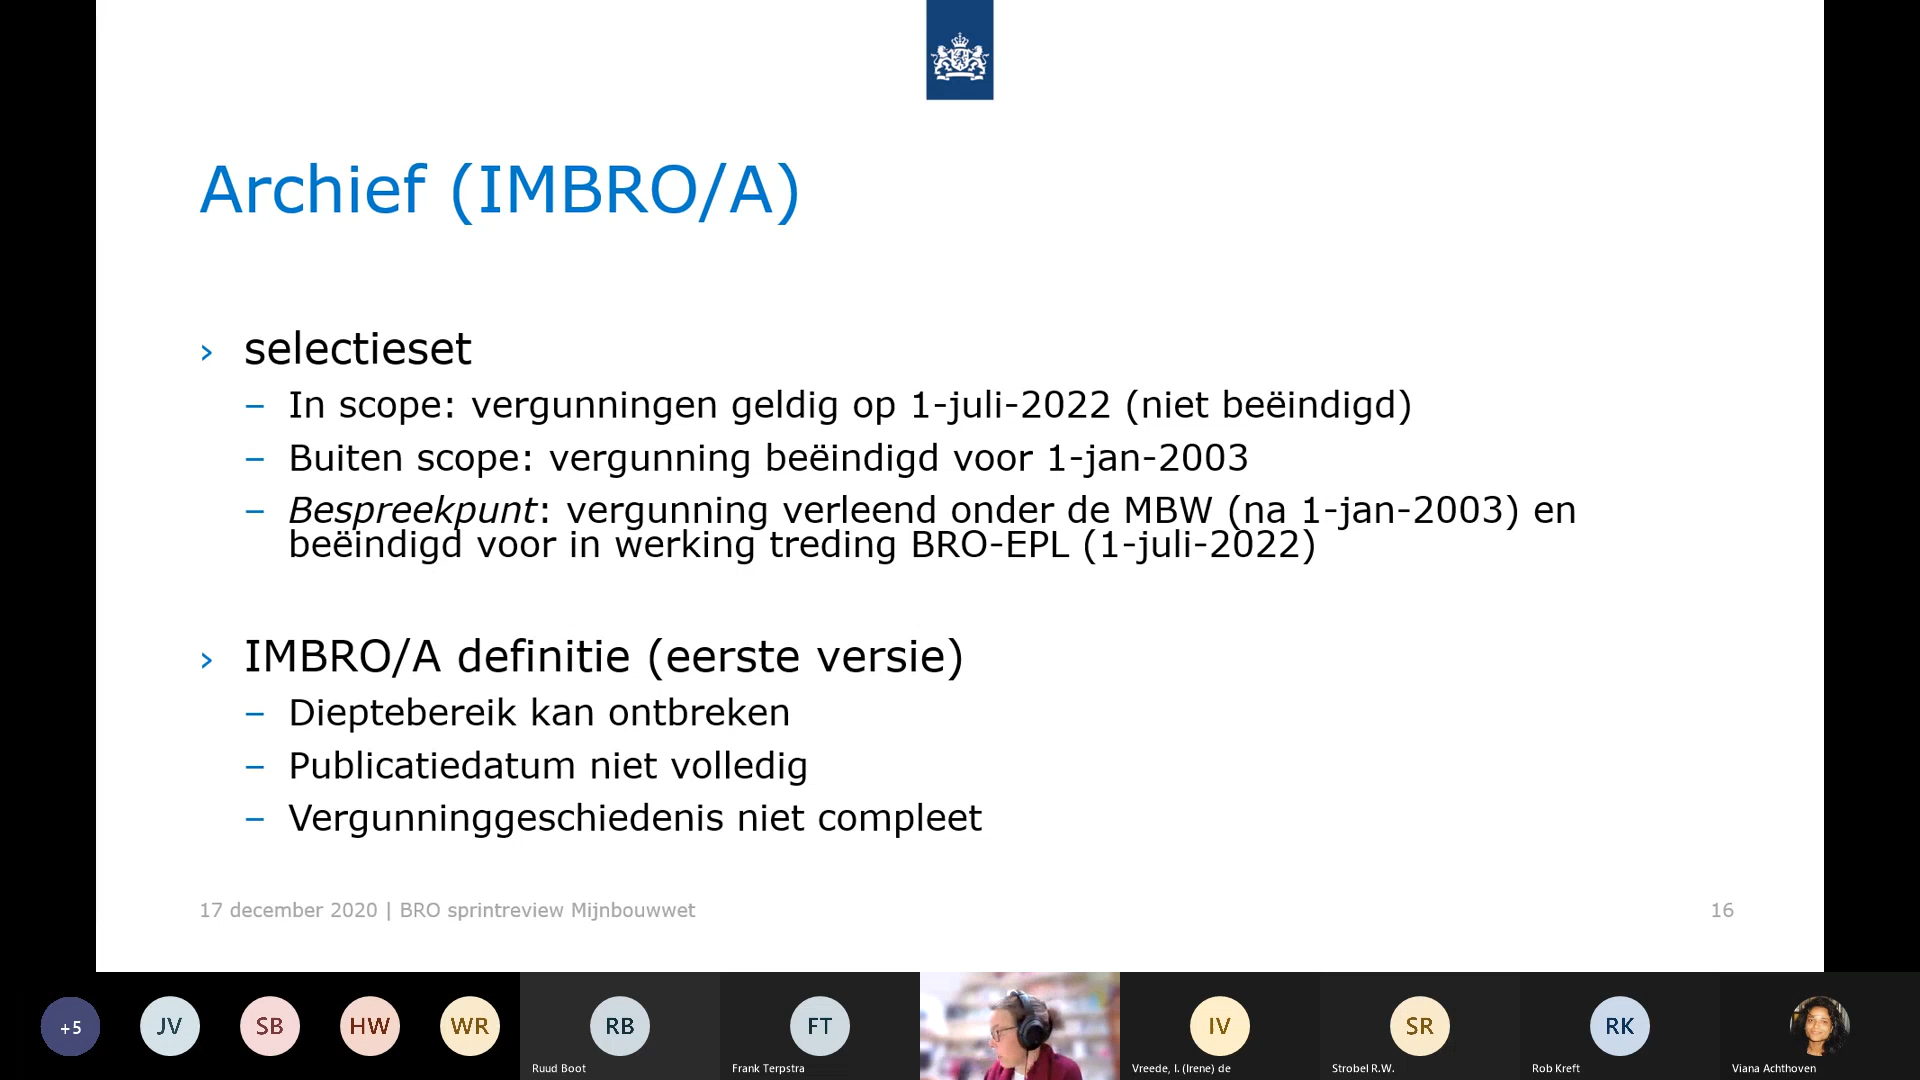 Archief (IMBRO/A)
› selectieset
– In scope: vergunningen geldig op 1-juli-2022 (niet beëindigd)
– Buiten scope: vergunning beëindigd voor 1-jan-2003
– Bespreekpunt: vergunning verleend onder de MBW (na 1-jan-2003) en
beëindigd voor in werking treding BRO-EPL (1-juli-2022)
› IMBRO/A definitie (eerste versie)
– Dieptebereik kan ontbreken
– Publicatiedatum niet volledig
– Vergunninggeschiedenis niet compleet
17 december 2020 | BRO sprintreview Mijnbouwwet
16
+5
JV
SB
HW
WR
RB
Ruud Boot
FT
Frank Terpstra
IV
Vreede, I. (Irene) de
SR
Strobel R.W.
RK
Rob Kreft
Viana Achthoven